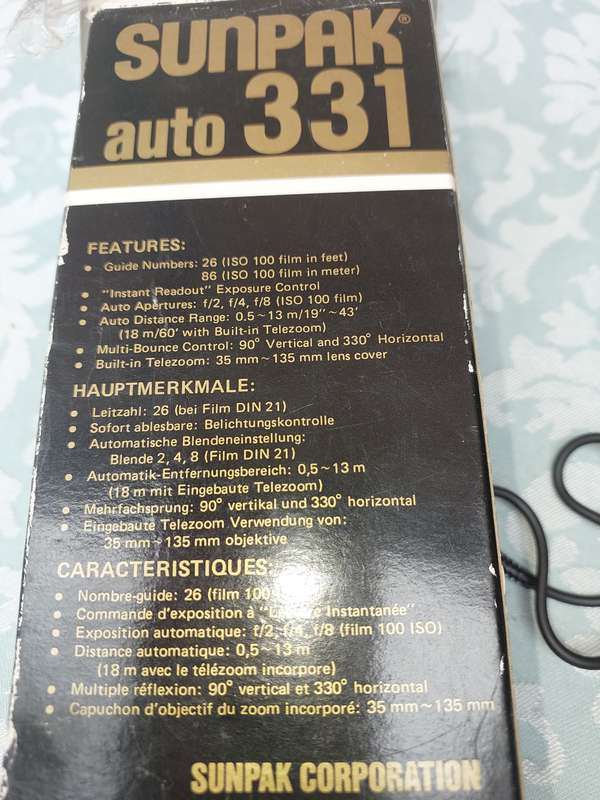 SUNPAK®
auto 331
FEATURES:
• Guide Numbers: 26 (ISO 100 film in feet)
86 (ISO 100 film in meter)
• "Instant Readout" Exposure Control
• Auto Apertures: f/2, f/4, f/8 (ISO 100 film)
• Auto Distance Range: 0.5~13 m/19"~43'
(18 m/60' with Built-in Telezoom)
• Multi-Bounce Control: 90° Vertical and 330° Horizontal
• Built-in Telezoom: 35 mm~135 mm lens cover
HAUPTMERKMALE:
• Leitzahl: 26 (bei Film DIN 21)
• Sofort ablesbare: Belichtungskontrolle
• Automatische Blendeneinstellung:
Blende 2, 4, 8 (Film DIN 21)
• Automatik-Entfernungsbereich: 0,5~13 m
(18 m mit Eingebaute Telezoom)
• Mehrfachsprung: 90° vertikal und 330° horizontal
• Eingebaute Telezoom Verwendung von:
35 mm~135 mm objektive
CARACTERISTIQUES:
• Nombre-guide: 26 (film 100
• Commande d'exposition à "Lecture Instantanée"
• Exposition automatique: f/2, f/4, f/8 (film 100 ISO)
• Distance automatique: 0,5~13 m
(18 m avec le télézoom incorpore)
• Multiple réflexion: 90° vertical et 330° horizontal
• Capuchon d'objectif du zoom incorporé: 35 mm~135 mm
SUNPAK CORPORATION